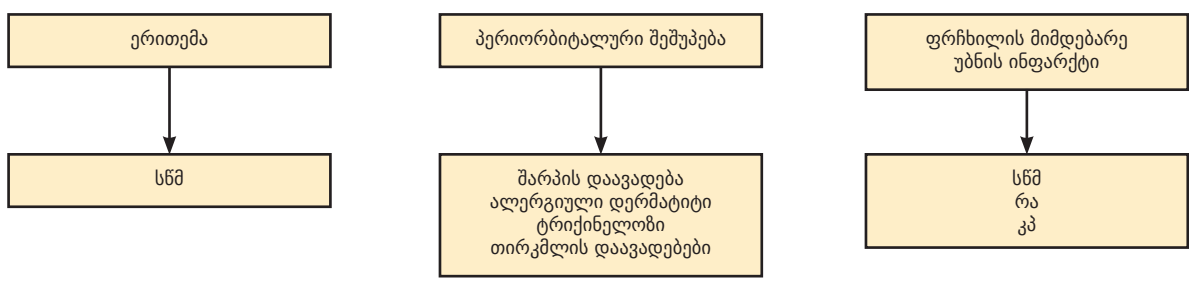 ერითემა
სწმ
პერიორბიტალური შეშუპება
შარპის დაავადება
ალერგიული დერმატიტი
ტრიქინელოზი
თირკმლის დაავადებები
ფრჩხილის მიმდებარე
უბნის ინფარქტი
სწმ
რა
კპ